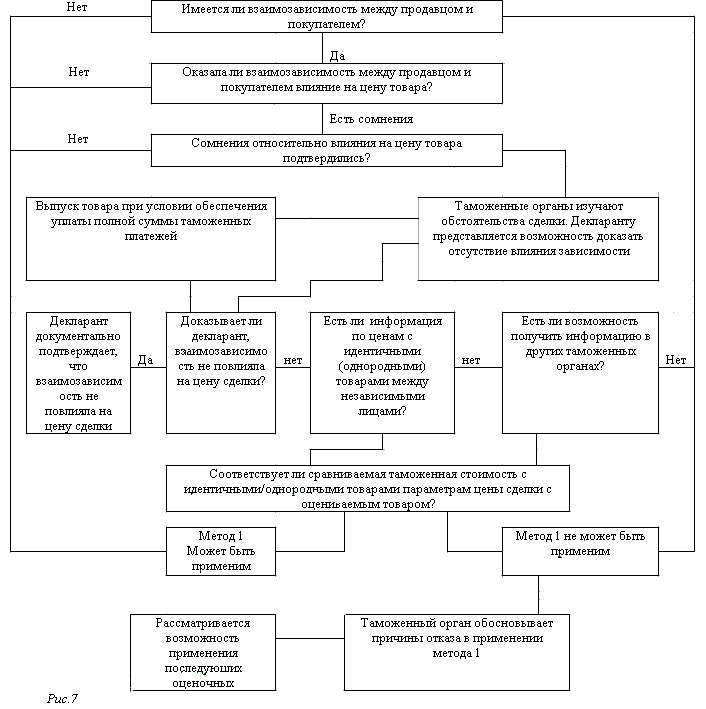 Нет
Имеется ли взаимозависимость между продавцом и
покупателем?
Да
Нет
Оказала ли взаимозависимость между продавцом и
покупателем влияние на цену товара?
Есть сомнения
Нет
Сомнения относительно влияния на цену товара
подтвердились?
Выпуск товара при условии обеспечения
уплаты полной суммы таможенных
платежей
Таможенные органы изучают
обстоятельства сделки. Декларанту
представляется возможность доказать
отсутствие влияния зависимости
Декларант
документально
подтверждает,
что
взаимозависим
ость не
повлияла на
цену сделки
Да
Доказывает ли
декларант,
взаимозависимо
сть не повлияла
на цену сделки?
нет
Есть ли информация
по ценам с
идентичными
(однородными)
товарами между
независимыми
лицами?
нет
Есть ли возможность
получить информацию в
других таможенных
органах?
Нет
Соответствует ли сравниваемая таможенная стоимость с
идентичными/однородными товарами параметрам цены сделки с
оцениваемым товаром?
Метод 1
Может быть
применим
Метод 1 не может быть
применим
Рассматривается
возможность
применения
последующих
оценочных
Таможенный орган обосновывает
причины отказа в применении
метода 1
Рис.7